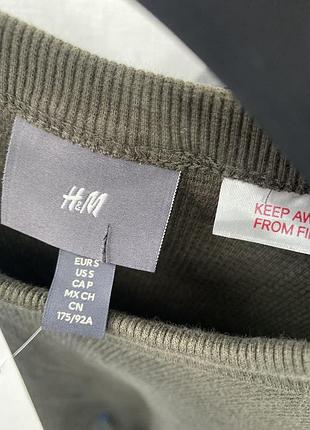 H&M
EUR S
US S
CA P
MX CH
CN
175/92A
KEEP AW
FROM FI